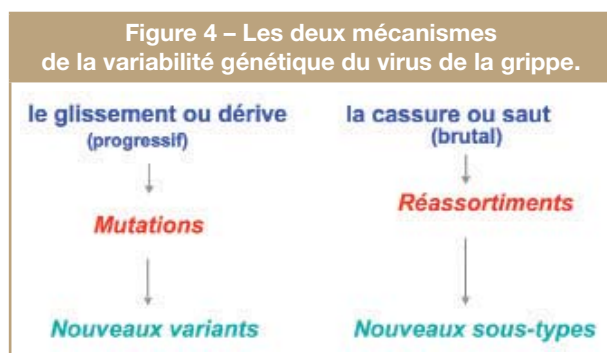 Figure 4 – Les deux mécanismes
de la variabilité génétique du virus de la grippe.
le glissement ou dérive
(progressif)
Mutations
Nouveaux variants
la cassure ou saut
(brutal)
Réassortiments
Nouveaux sous-types